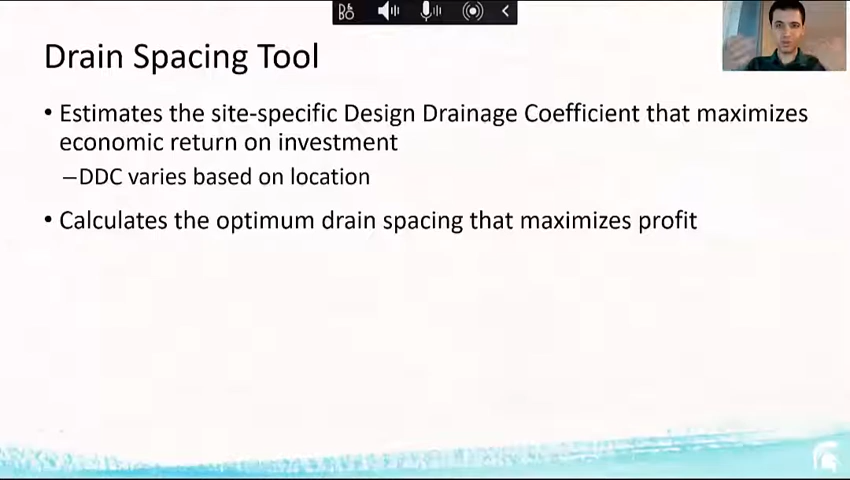 Drain Spacing Tool
• Estimates the site-specific Design Drainage Coefficient that maximizes
economic return on investment
–DDC varies based on location
• Calculates the optimum drain spacing that maximizes profit